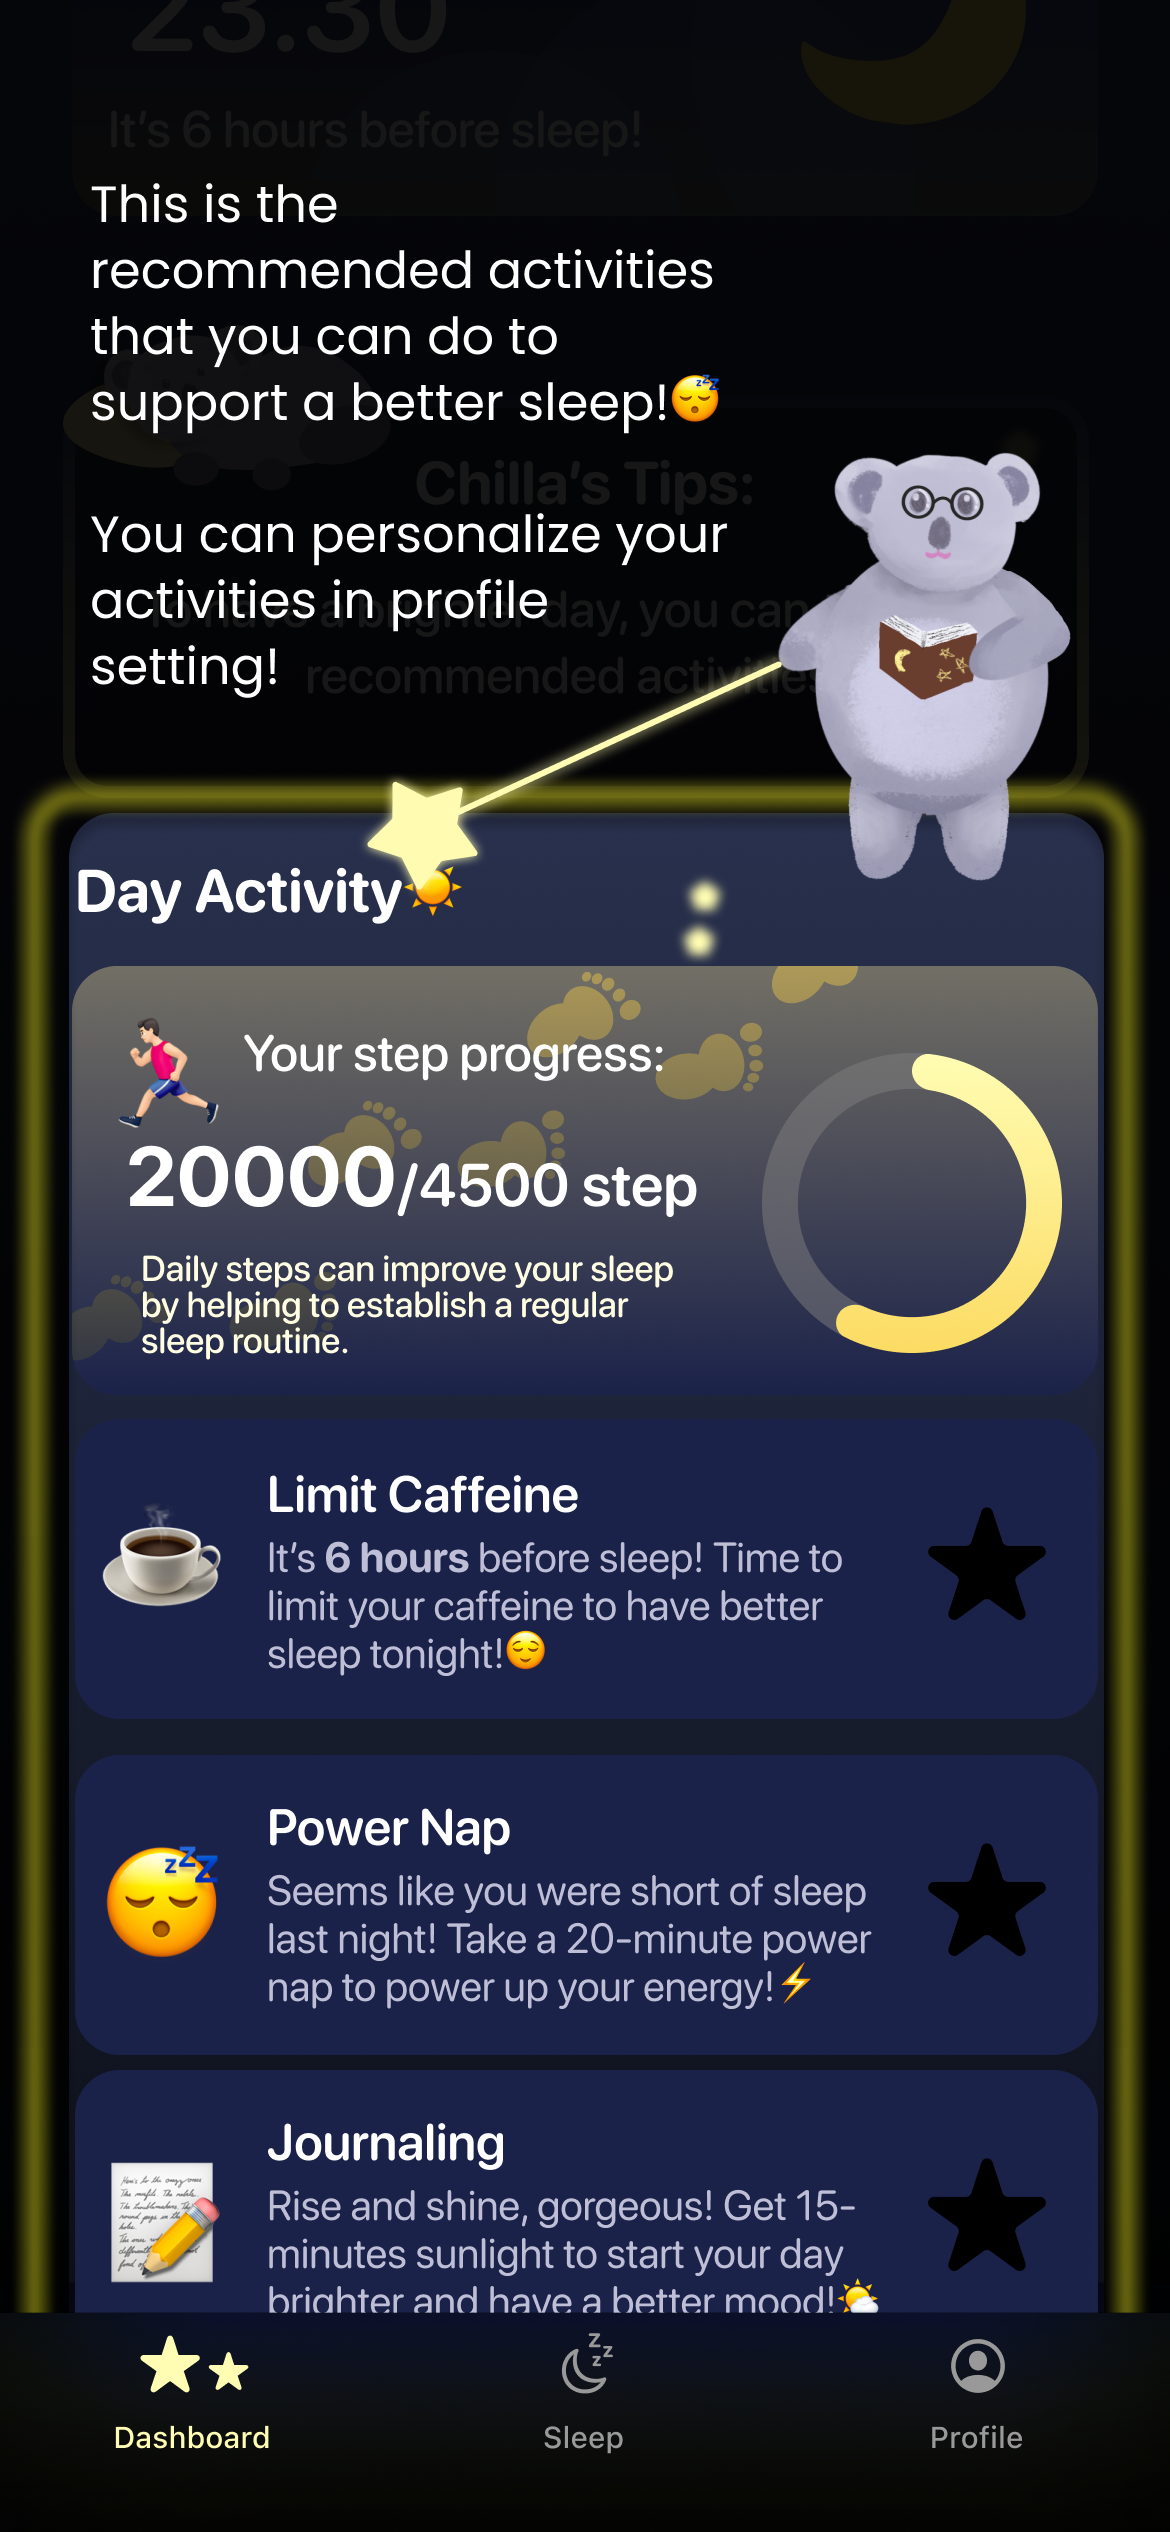 23.30
It's 6 hours before sleep!
This is the
recommended activities
that you can do to
support a better sleep!😴
Chilla's Tips:
You can personalize your
activities in profile
setting!
a brighter day, you can
recommended activities
Day Activity☀️
Your step progress:
20000/4500 step
Daily steps can improve your sleep
by helping to establish a regular
sleep routine.
Limit Caffeine
It's 6 hours before sleep! Time to
limit your caffeine to have better
sleep tonight!😌
Power Nap
Seems like you were short of sleep
last night! Take a 20-minute power
nap to power up your energy!⚡
Journaling
Rise and shine, gorgeous! Get 15-
minutes sunlight to start your day
brighter and have a better mood!🌤️
Dashboard
Sleep
Profile